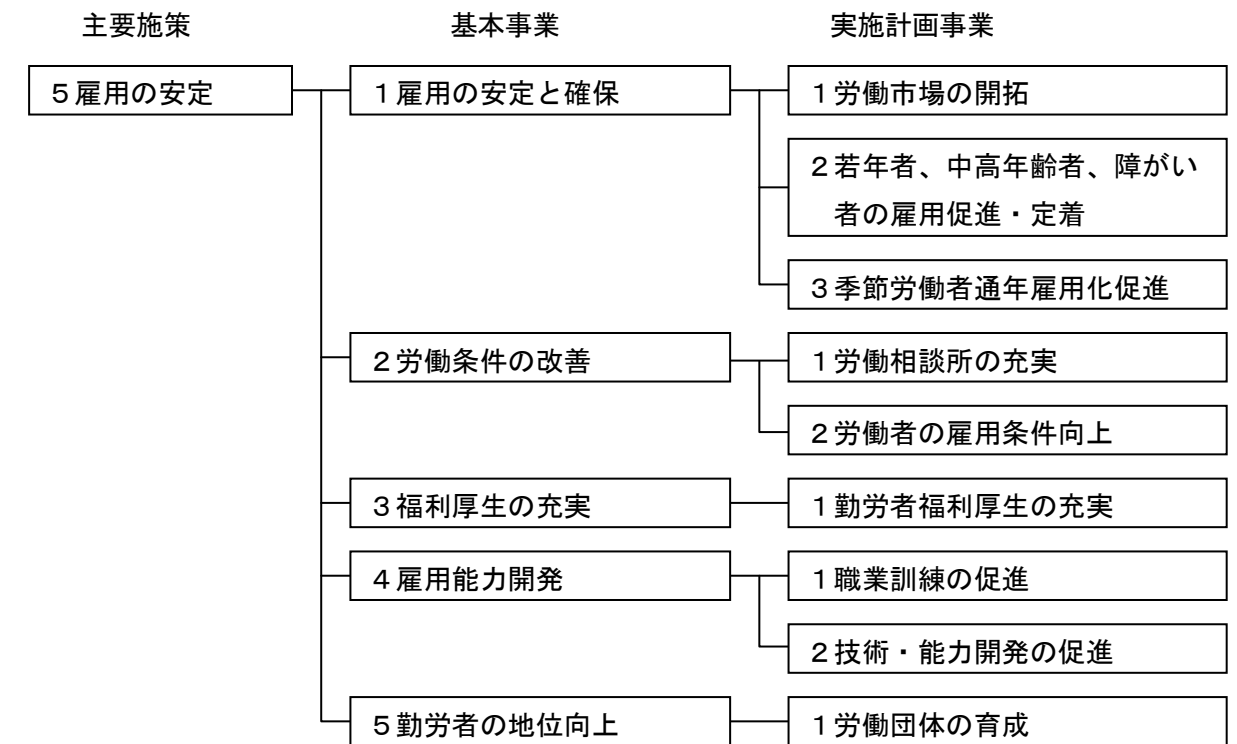 主要施策
基本事業
実施計画事業
5雇用の安定
1雇用の安定と確保
1労働市場の開拓
2若年者、中高年齢者、障がい
者の雇用促進・定着
3季節労働者通年雇用化促進
2労働条件の改善
1労働相談所の充実
2労働者の雇用条件向上
3福利厚生の充実
1勤労者福利厚生の充実
4雇用能力開発
1職業訓練の促進
2技術・能力開発の促進
5勤労者の地位向上
1労働団体の育成